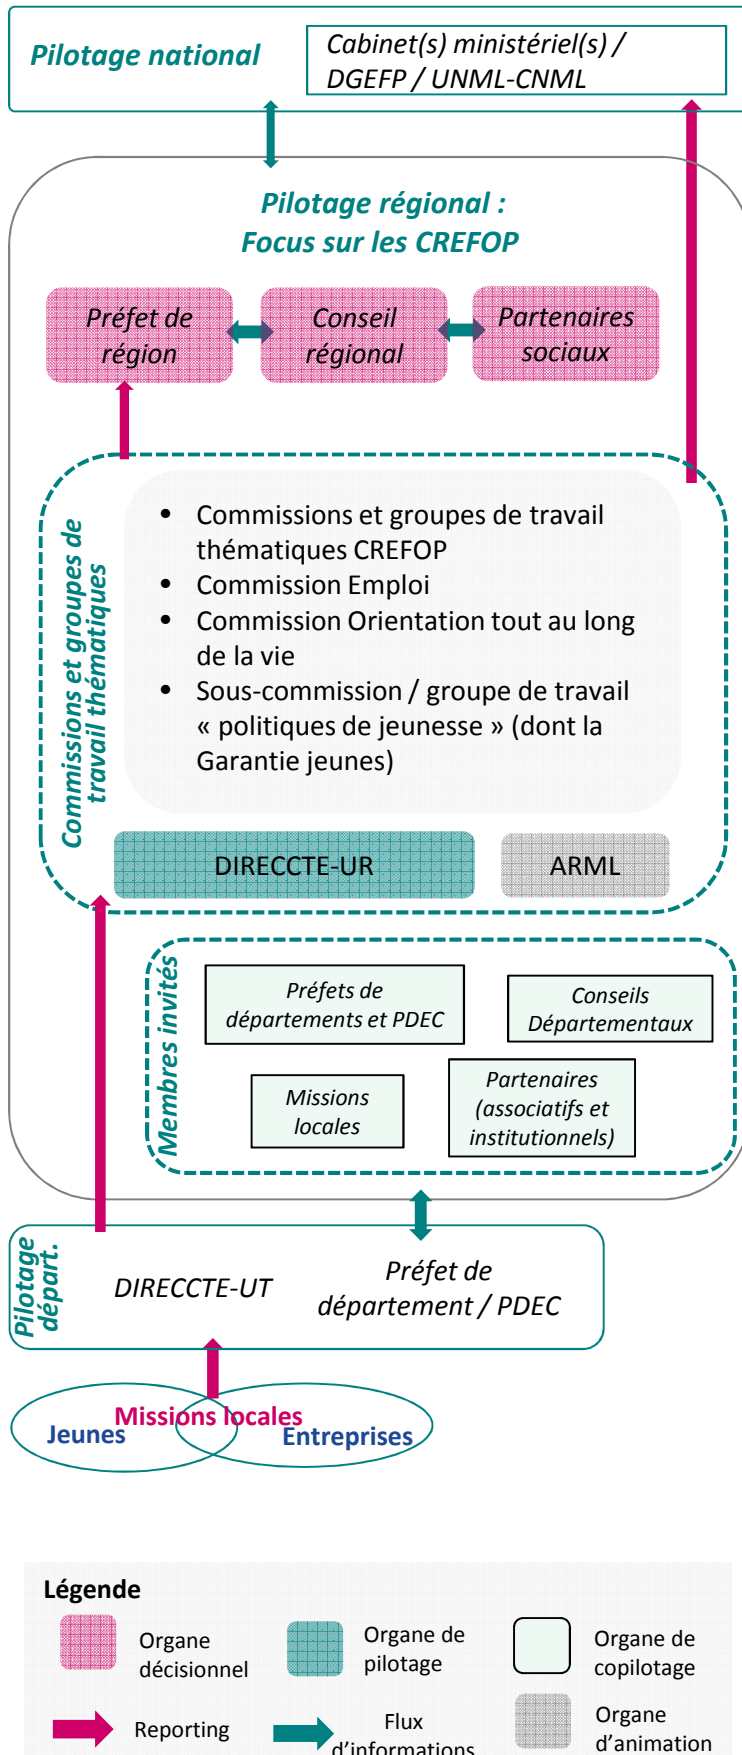 Pilotage national
Cabinet(s) ministériel(s) /
DGEFP / UNML-CNML
Pilotage régional :
Focus sur les CREFOP
Préfet de
région
Conseil
régional
Partenaires
sociaux
Commissions et groupes de
travail thématiques
• Commissions et groupes de travail
thématiques CREFOP
• Commission Emploi
• Commission Orientation tout au long
de la vie
• Sous-commission / groupe de travail
« politiques de jeunesse » (dont la
Garantie jeunes)
DIRECCTE-UR
ARML
Membres invités
Préfets de
départements et PDEC
Conseils
Départementaux
Missions
locales
Partenaires
(associatifs et
institutionnels)
Pilotage
départ.
DIRECCTE-UT
Préfet de
département / PDEC
Missions locales
Jeunes
Entreprises
Légende
Organe
décisionnel
Organe de
pilotage
Organe de
copilotage
Reporting
Flux
d'informations
Organe
d'animation